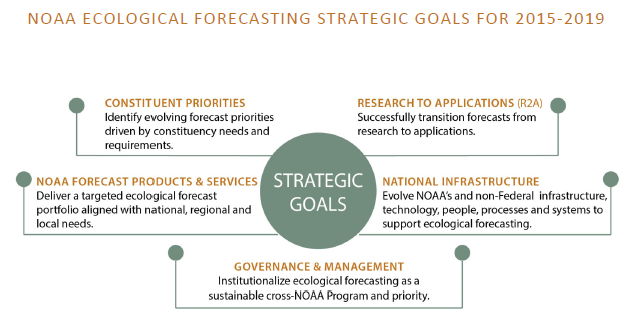 NOAA ECOLOGICAL FORECASTING STRATEGIC GOALS FOR 2015-2019
CONSTITUENT PRIORITIES
Identify evolving forecast priorities
driven by constituency needs and
requirements.
RESEARCH TO APPLICATIONS (R2A)
Successfully transition forecasts from
research to applications.
NOAA FORECAST PRODUCTS & SERVICES
Deliver a targeted ecological forecast
portfolio aligned with national, regional and
local needs.
STRATEGIC
GOALS
NATIONAL INFRASTRUCTURE
Evolve NOAA's and non-Federal infrastructure,
technology, people, processes and systems to
support ecological forecasting.
GOVERNANCE & MANAGEMENT
Institutionalize ecological forecasting as a
sustainable cross-NOAA Program and priority.